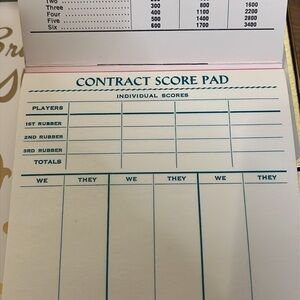 Two 300 800 1600
Three
Four 400 1100 2200
Five 500 1400 2800
Six 600 1700 3400
CONTRACT SCORE PAD
INDIVIDUAL SCORES
PLAYERS
1ST RUBBER
2ND RUBBER
3RD RUBBER
TOTALS
WE THEY WE THEY WE THEY